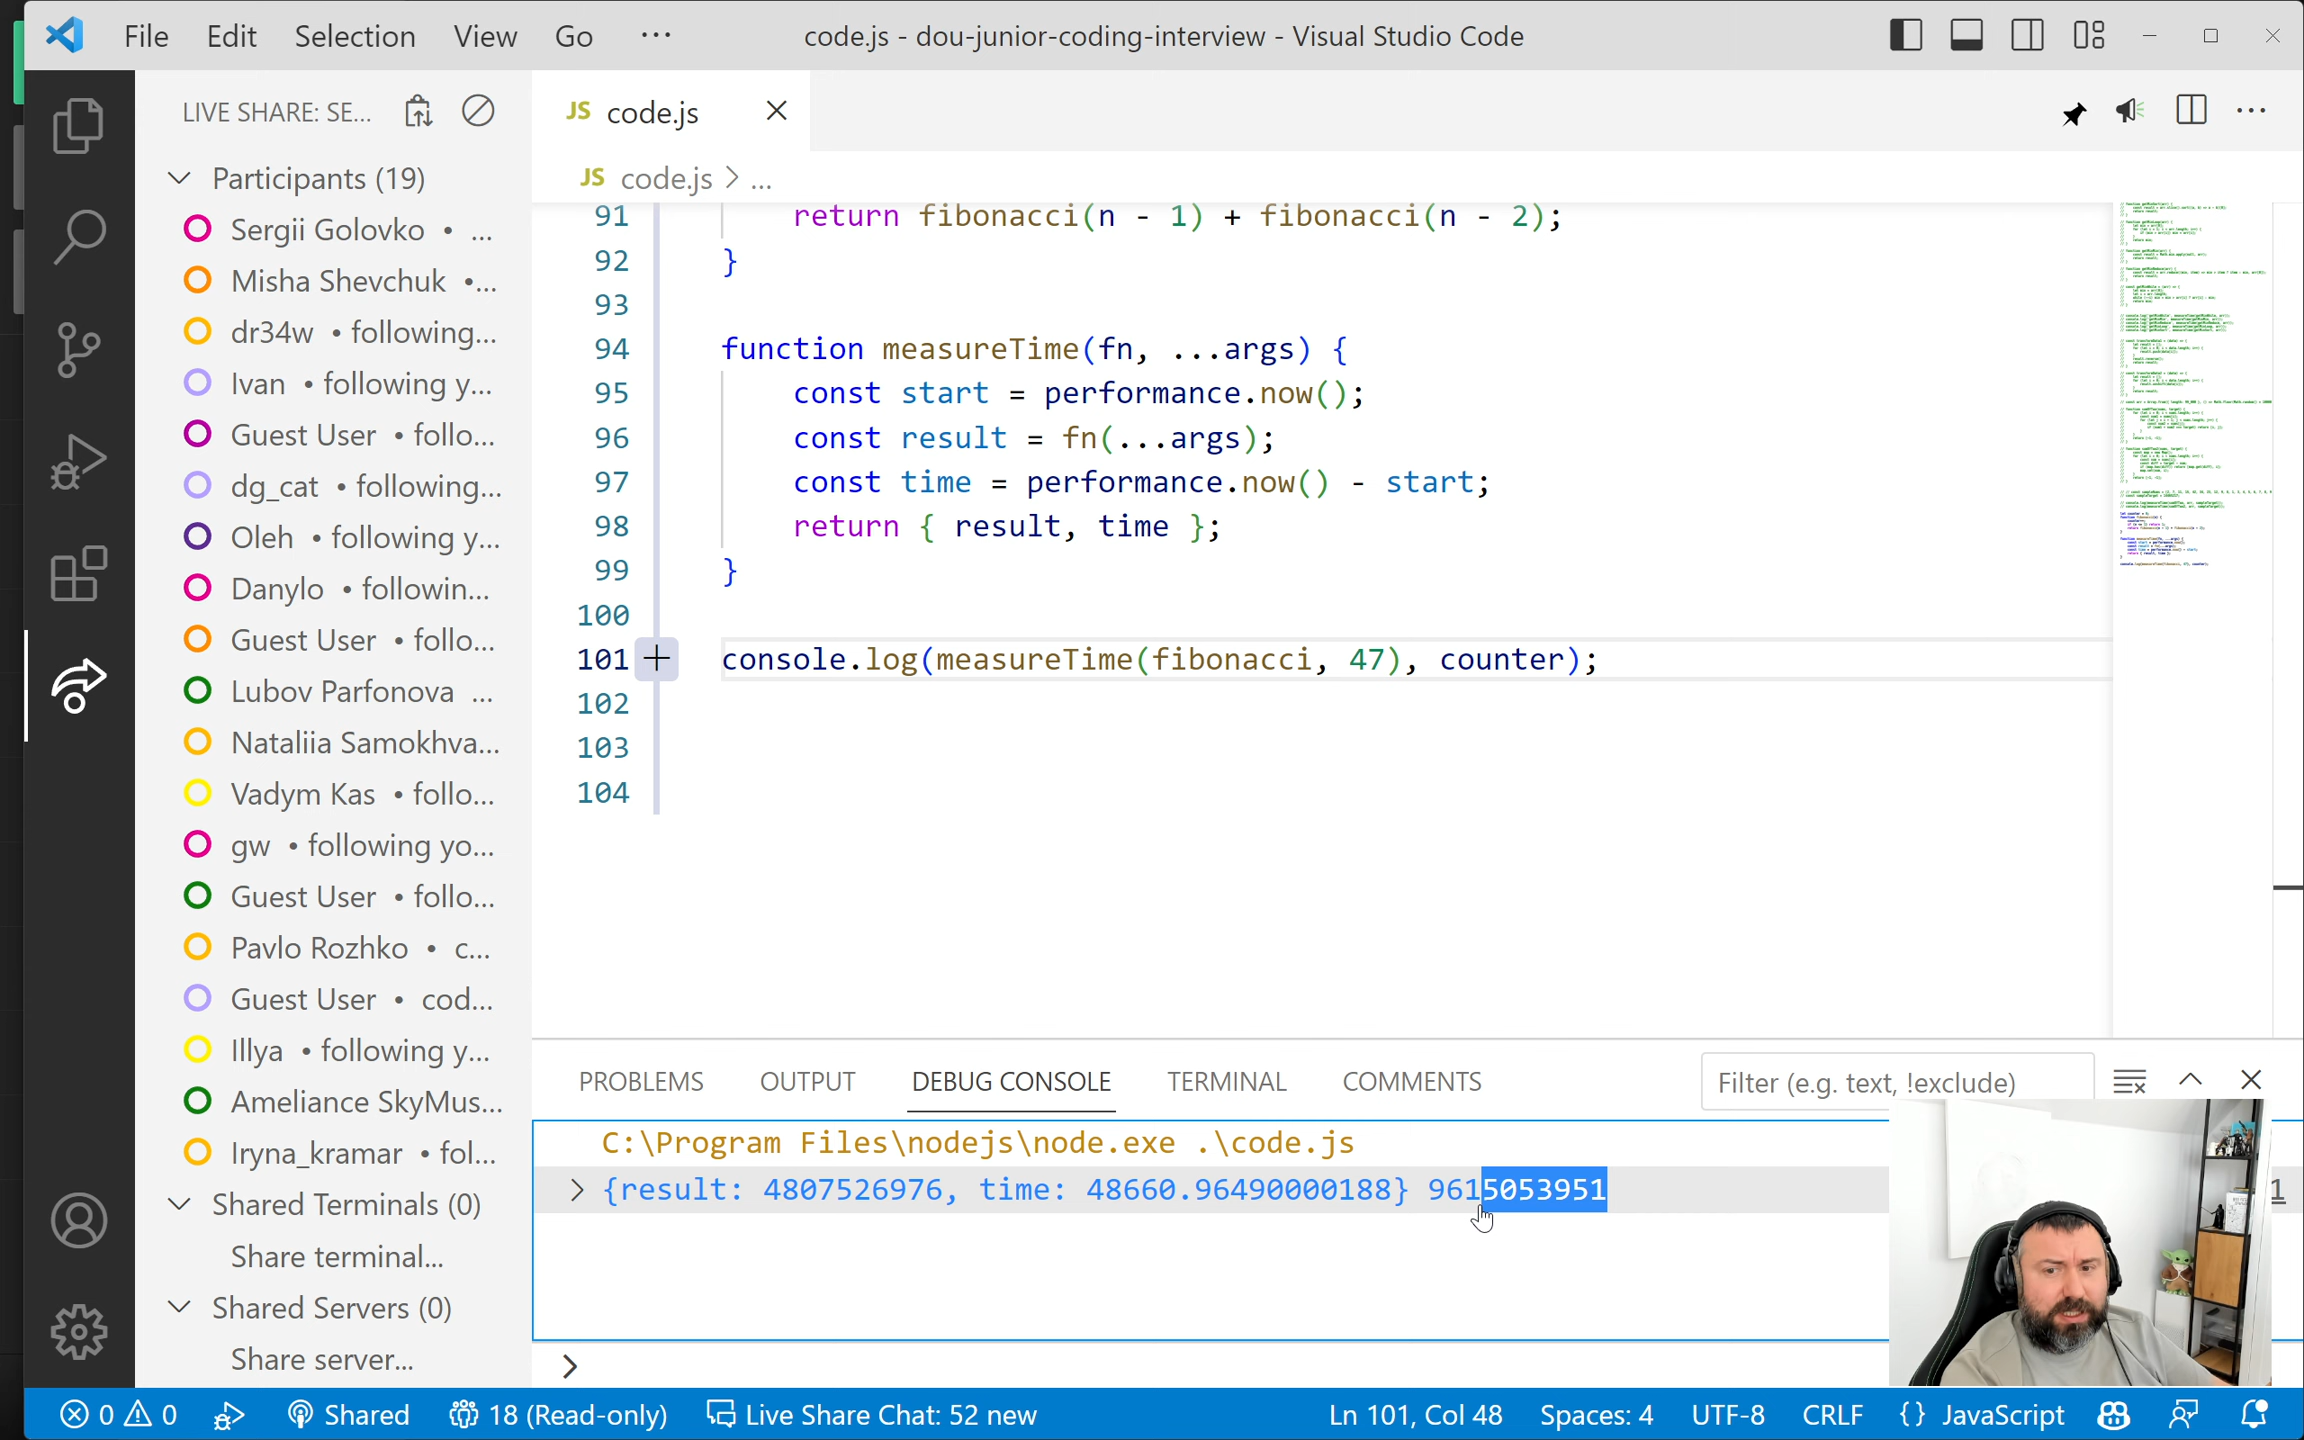 File Edit Selection View Go ··· code.js - dou-junior-coding-interview - Visual Studio Code
LIVE SHARE: SE...
JS code.js
Participants (19)
Sergii Golovko • ...
Misha Shevchuk •...
dr34w • following...
Ivan • following y...
Guest User • follo...
dg_cat • following...
Oleh • following y...
Danylo • followin...
Guest User • follo...
Lubov Parfonova ...
Nataliia Samokhva...
Vadym Kas • follo...
gw • following yo...
Guest User • follo...
Pavlo Rozhko • c...
Guest User • cod...
Illya • following y...
Ameliance SkyMus...
Iryna_kramar • fol...
Shared Terminals (0)
Share terminal...
Shared Servers (0)
Share server...
JS code.js > ...
91 return fibonacci(n - 1) + fibonacci(n - 2);
92 }
93
94 function measureTime(fn, ...args) {
95 const start = performance.now();
96 const result = fn(...args);
97 const time = performance.now() - start;
98 return { result, time };
99 }
100
101 console.log(measureTime(fibonacci, 47), counter);
102
103
104
PROBLEMS OUTPUT DEBUG CONSOLE TERMINAL COMMENTS Filter (e.g. text, !exclude)
C:\Program Files\nodejs\node.exe .\code.js
> {result: 4807526976, time: 48660.96490000188} 9615053951
>
0 0 Shared 18 (Read-only) Live Share Chat: 52 new Ln 101, Col 48 Spaces: 4 UTF-8 CRLF {} JavaScript